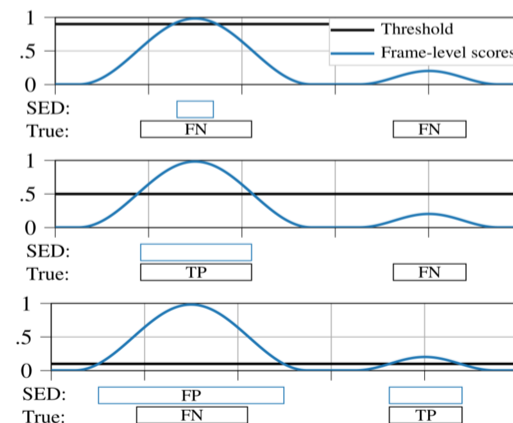 1
.5
0
Threshold
Frame-level scores
SED:
True: FN FN
1
.5
0
SED:
True: TP FN
1
.5
0
SED: FP
True: FN TP